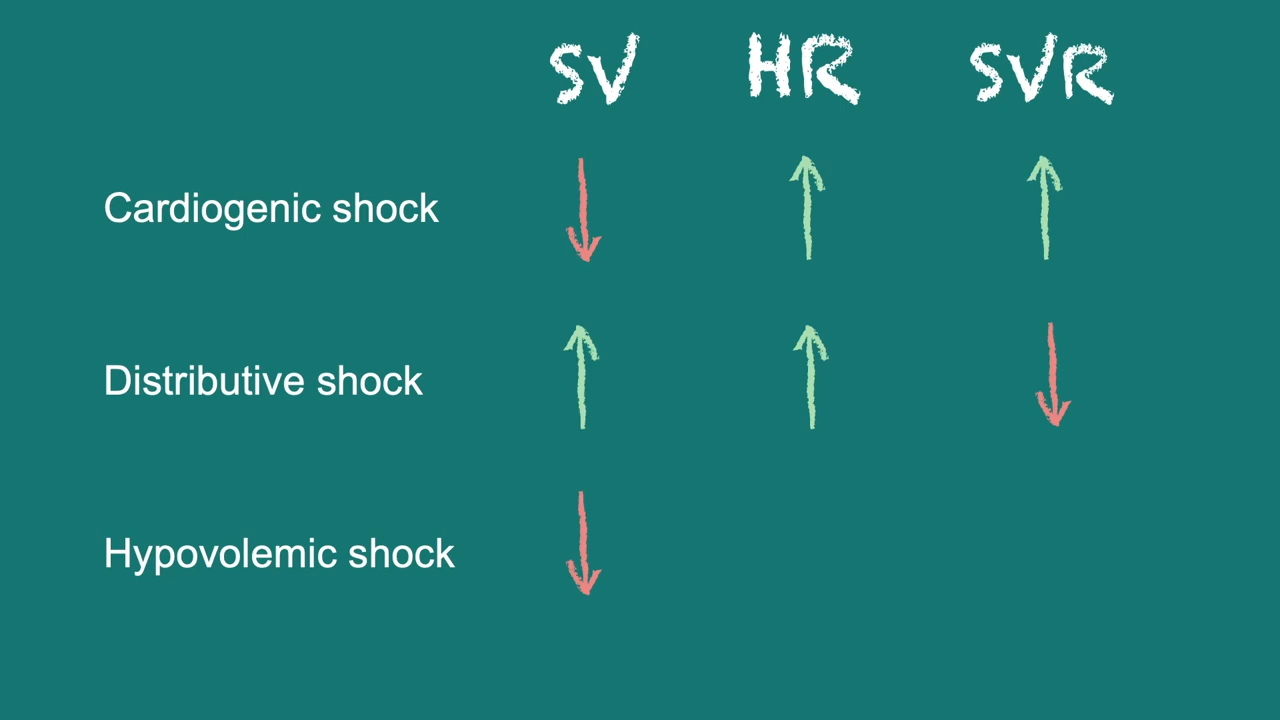 SV HR SVR
Cardiogenic shock
Distributive shock
Hypovolemic shock